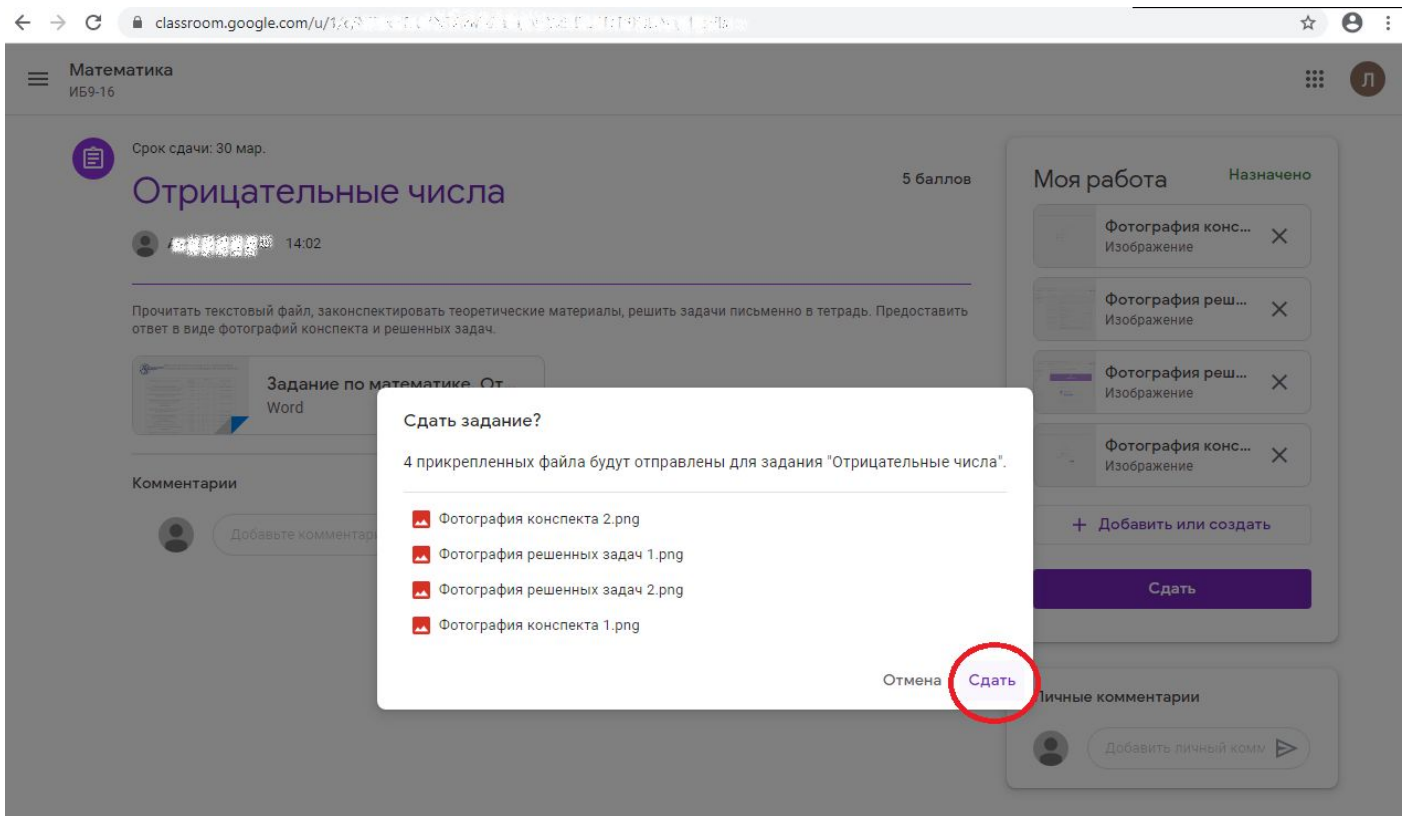 classroom.google.com/u/1/c/
Математика
ИБ9-16
Л
Срок сдачи: 30 мар.
Отрицательные числа
5 баллов
14:02
Прочитать текстовый файл, законспектировать теоретические материалы, решить задачи письменно в тетрадь. Предоставить
ответ в виде фотографий конспекта и решенных задач.
Задание по математике. От
Word
Комментарии
Добавьте комментари
Моя работа
Назначено
Фотография конс...
Изображение
Фотография реш...
Изображение
Фотография реш...
Изображение
Фотография конс...
Изображение
+ Добавить или создать
Сдать
Личные комментарии
Добавить личный комм
Сдать задание?
4 прикрепленных файла будут отправлены для задания "Отрицательные числа".
Фотография конспекта 2.png
Фотография решенных задач 1.png
Фотография решенных задач 2.png
Фотография конспекта 1.png
Отмена
Сдать